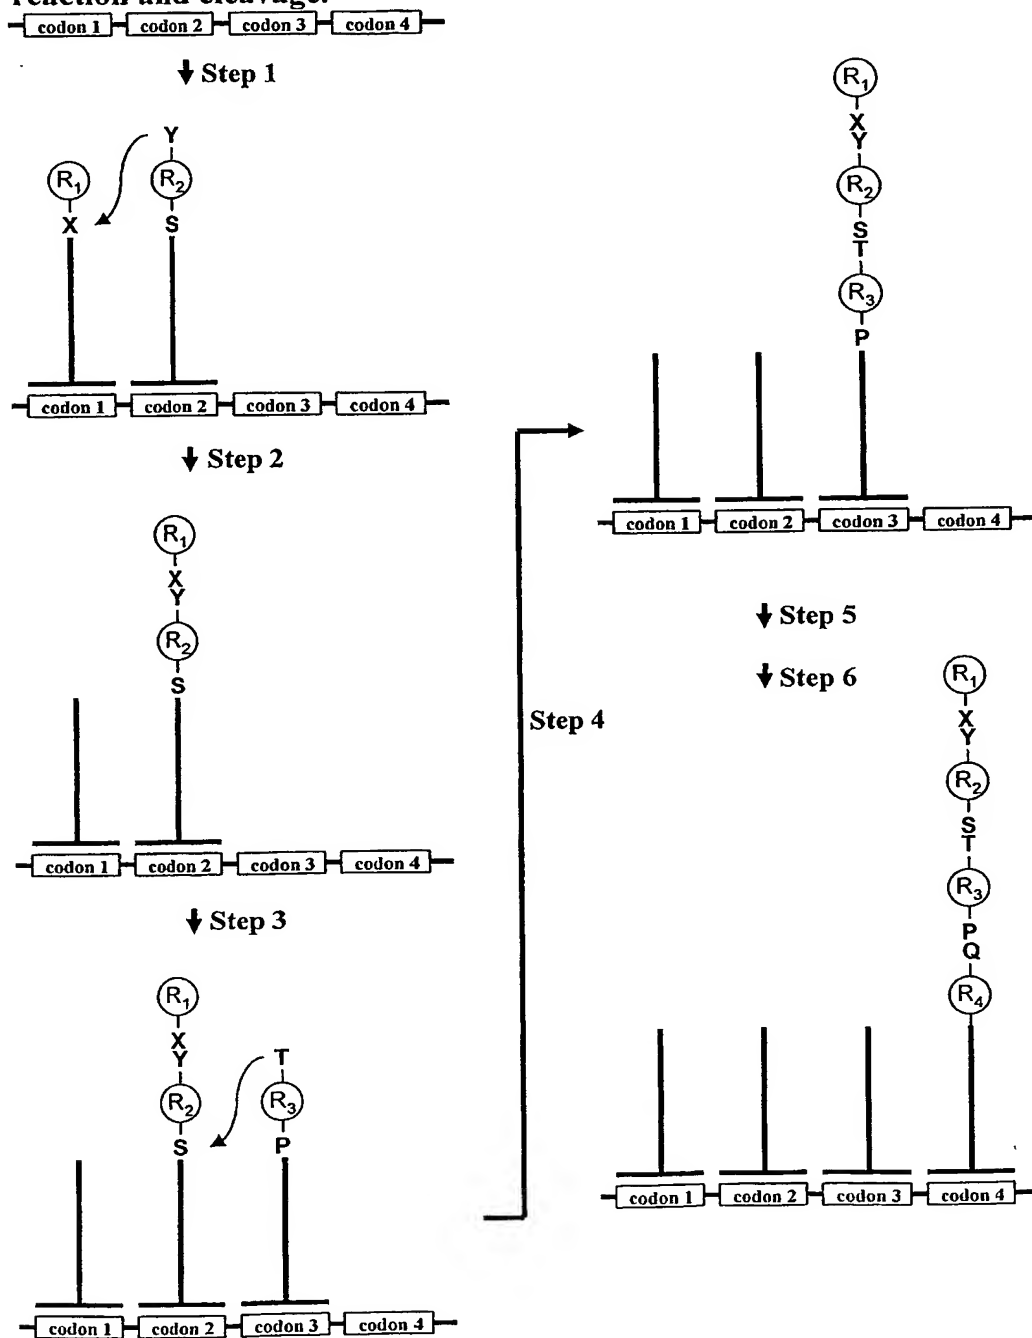 reaction and cleavage.
codon 1 codon 2 codon 3 codon 4
Step 1
Y
R1 R2
X S
codon 1 codon 2 codon 3 codon 4
Step 2
R1
X
Y
R2
S
codon 1 codon 2 codon 3 codon 4
Step 3
R1
X
Y T
R2 R3
S P
codon 1 codon 2 codon 3 codon 4
Step 4
R1
X
Y
R2
S
T
R3
P
codon 1 codon 2 codon 3 codon 4
Step 5
Step 6
R1
X
Y
R2
S
T
R3
P
Q
R4
codon 1 codon 2 codon 3 codon 4